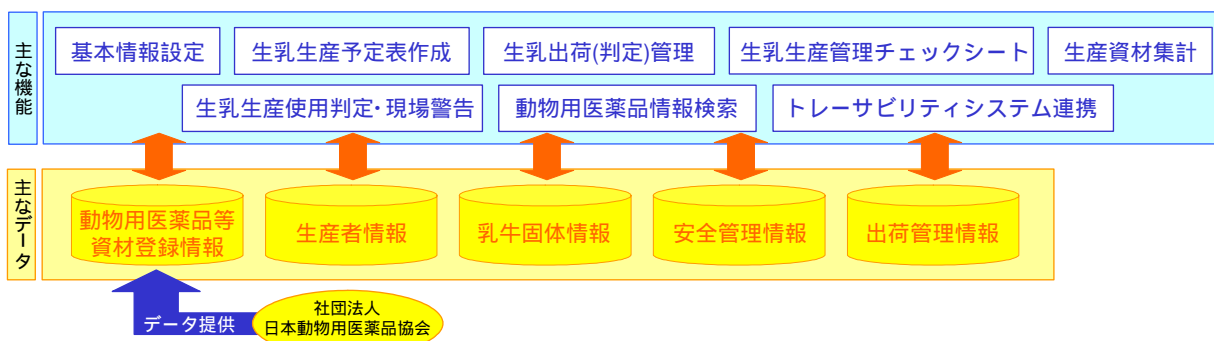 主な機能
基本情報設定
生乳生産予定表作成
生乳出荷(判定)管理
生乳生産管理チェックシート
生産資材集計
生乳生産使用判定・現場警告
動物用医薬品情報検索
トレーサビリティシステム連携
主なデータ
動物用医薬品等
資材登録情報
生産者情報
乳牛固体情報
安全管理情報
出荷管理情報
データ提供
社団法人
日本動物用医薬品協会